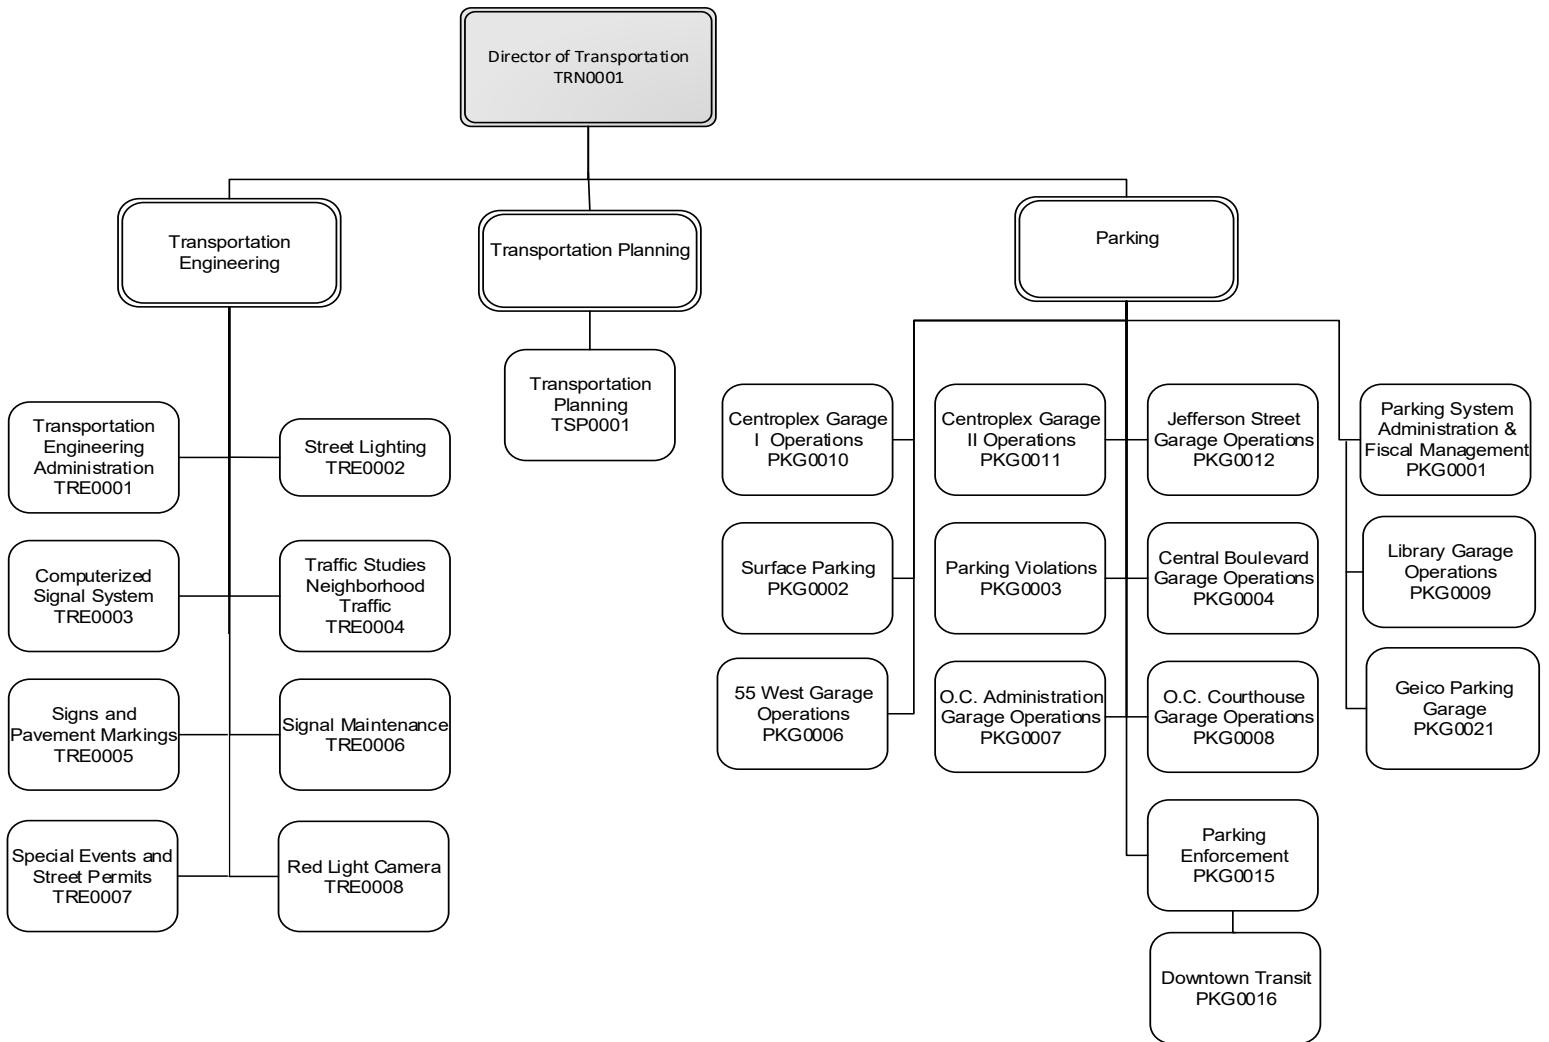 Director of Transportation
TRN0001
Transportation
Engineering
Transportation Planning
Parking
Transportation
Engineering
Administration
TRE0001
Street Lighting
TRE0002
Computerized
Signal System
TRE0003
Traffic Studies
Neighborhood
Traffic
TRE0004
Signs and
Pavement Markings
TRE0005
Signal Maintenance
TRE0006
Special Events and
Street Permits
TRE0007
Red Light Camera
TRE0008
Transportation
Planning
TSP0001
Centroplex Garage
I Operations
PKG0010
Centroplex Garage
II Operations
PKG0011
Jefferson Street
Garage Operations
PKG0012
Parking System
Administration &
Fiscal Management
PKG0001
Surface Parking
PKG0002
Parking Violations
PKG0003
Central Boulevard
Garage Operations
PKG0004
Library Garage
Operations
PKG0009
55 West Garage
Operations
PKG0006
O.C. Administration
Garage Operations
PKG0007
O.C. Courthouse
Garage Operations
PKG0008
Geico Parking
Garage
PKG0021
Parking
Enforcement
PKG0015
Downtown Transit
PKG0016